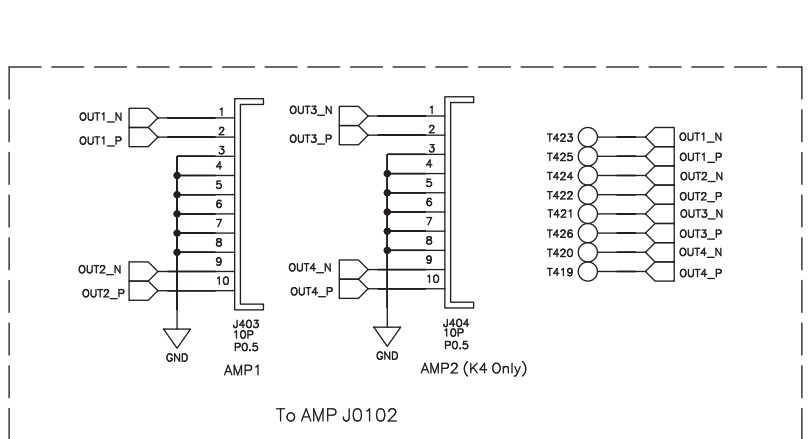 OUT1_N 1
OUT1_P 2
3
4
5
6
7
8
OUT2_N 9
OUT2_P 10
GND
J403
10P
P0.5
AMP1
OUT3_N 1
OUT3_P 2
3
4
5
6
7
8
OUT4_N 9
OUT4_P 10
GND
J404
10P
P0.5
AMP2 (K4 Only)
T423 OUT1_N
T425 OUT1_P
T424 OUT2_N
T422 OUT2_P
T421 OUT3_N
T426 OUT3_P
T420 OUT4_N
T419 OUT4_P
To AMP J0102